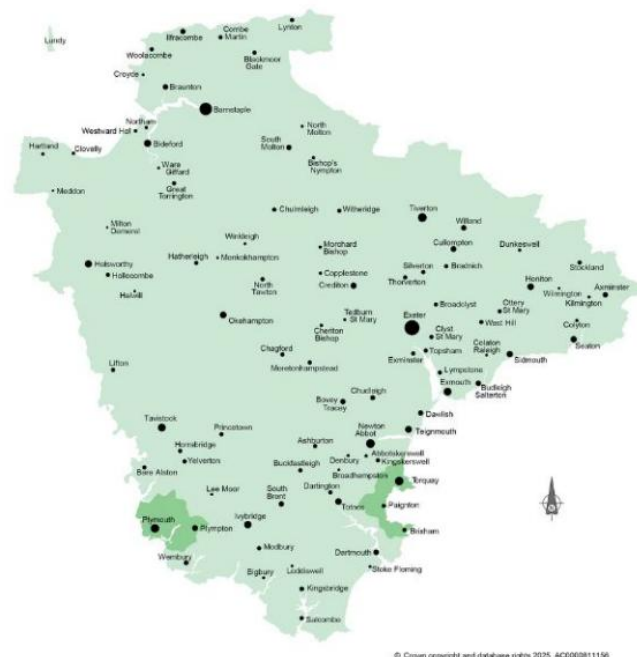 Lynton
Combe
Martin
Ilfracombe
Lundy
Woolacombe
Blackmoor
Gate
Croyde
Braunton
Barnstaple
Northam
Westward Ho!
North
Molton
Hartland
Clovelly
Bideford
South
Molton
Bishop's
Nympton
Ware
Giffard
Great
Torrington
Meddon
Chulmleigh
Witheridge
Tiverton
Milton
Damerel
Willand
Winkleigh
Morchard
Bishop
Cullompton
Dunkeswell
Holsworthy
Hatherleigh
Monkokhampton
Silverton
Bradninch
Stockland
Hollocombe
Copplestone
Crediton
Thorverton
Honiton
Halwill
North
Tawton
Wilmington
Axminster
Kilmington
Broadclyst
Ottery
St Mary
Okehampton
Tedburn
St Mary
Cheriton
Bishop
Exeter
West Hill
Colyton
Clyst
St Mary
Colaton
Raleigh
Seaton
Chagford
Exminster
Topsham
Sidmouth
Lifton
Moretonhampstead
Lympstone
Exmouth
Budleigh
Salterton
Chudleigh
Bovey
Tracey
Dawlish
Tavistock
Princetown
Newton
Abbot
Teignmouth
Horrabridge
Ashburton
Abbotskerswell
Kingskerswell
Yelverton
Denbury
Bere Alston
Buckfastleigh
Broadhempston
Torquay
Lee Moor
South
Brent
Dartington
Totnes
Paignton
Plymouth
Plympton
Ivybridge
Brixham
Modbury
Dartmouth
Wembury
Bigbury
Loddiswell
Stoke Fleming
Kingsbridge
Salcombe
© Crown copyright and database rights 2025 AC0000811156